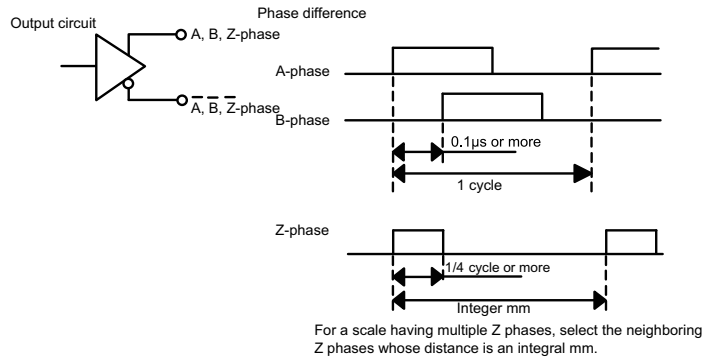 Phase difference
Output circuit
A, B, Z-phase
A-phase
A, B, Z-phase
B-phase
0.1μs or more
1 cycle
Z-phase
1/4 cycle or more
Integer mm
For a scale having multiple Z phases, select the neighboring
Z phases whose distance is an integral mm.